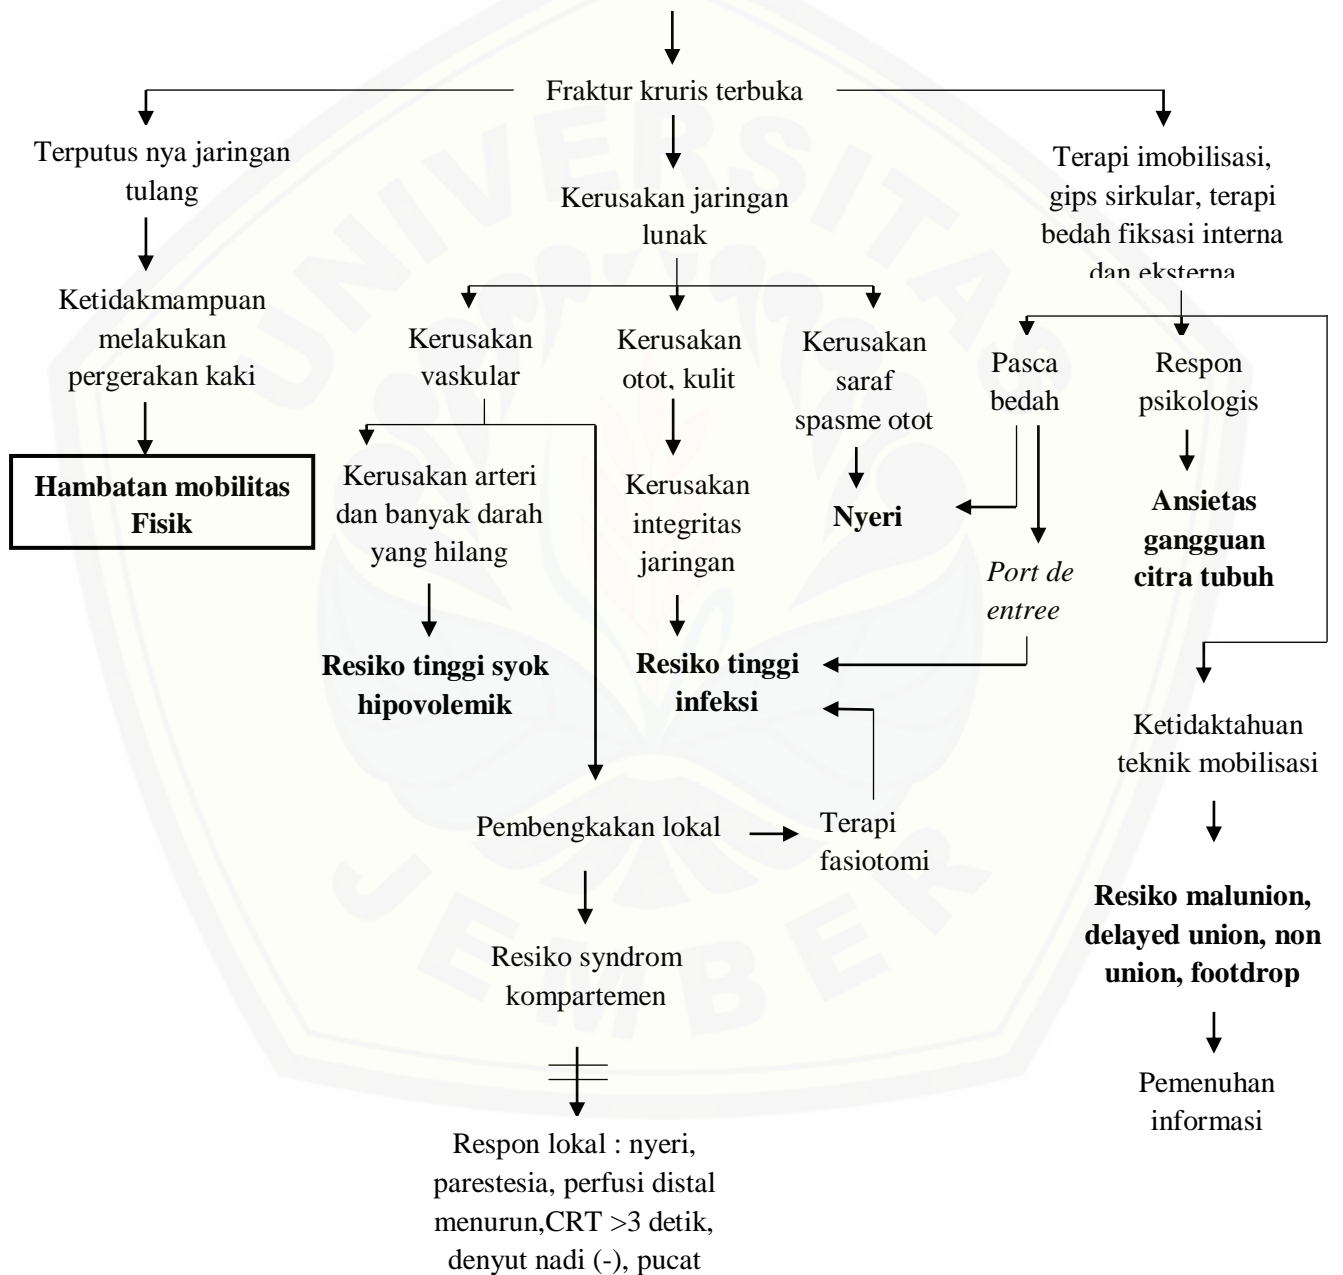 Fraktur kruris terbuka
Terputus nya jaringan
tulang
Ketidakmampuan
melakukan
pergerakan kaki
Hambatan mobilitas
Fisik
Kerusakan jaringan
lunak
Kerusakan
vaskular
Kerusakan arteri
dan banyak darah
yang hilang
Resiko tinggi syok
hipovolemik
Kerusakan
otot, kulit
Kerusakan
integritas
jaringan
Resiko tinggi
infeksi
Kerusakan
saraf
spasme otot
Nyeri
Pembengkakan lokal
Terapi
fasiotomi
Resiko syndrom
kompartemen
Respon lokal : nyeri,
parestesia, perfusi distal
menurun,CRT >3 detik,
denyut nadi (-), pucat
Terapi imobilisasi,
gips sirkular, terapi
bedah fiksasi interna
dan eksterna
Pasca
bedah
Port de
entree
Respon
psikologis
Ansietas
gangguan
citra tubuh
Ketidaktahuan
teknik mobilisasi
Resiko malunion,
delayed union, non
union, footdrop
Pemenuhan
informasi
UNIVERSITAS
JEMBER